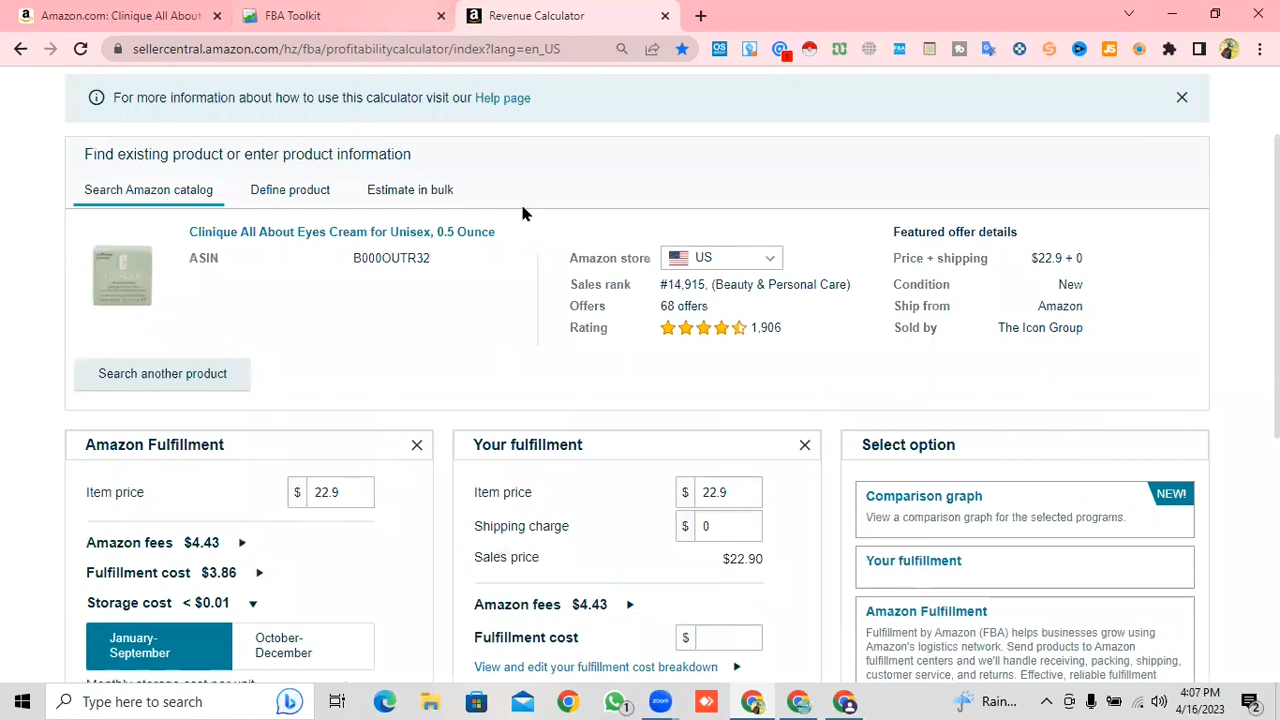 Amazon.com: Clinique All About
FBA Toolkit
Revenue Calculator
sellercentral.amazon.com/hz/fba/profitabilitycalculator/index?lang=en_US
For more information about how to use this calculator visit our Help page
Find existing product or enter product information
Search Amazon catalog
Define product
Estimate in bulk
Clinique All About Eyes Cream for Unisex, 0.5 Ounce
ASIN B000OUTR32
Amazon store US
Sales rank #14,915, (Beauty & Personal Care)
Offers 68 offers
Rating 1,906
Featured offer details
Price + shipping $22.9 + 0
Condition New
Ship from Amazon
Sold by The Icon Group
Search another product
Amazon Fulfillment
Item price $ 22.9
Amazon fees $4.43
Fulfillment cost $3.86
Storage cost < $0.01
January-
September
October-
December
Your fulfillment
Item price $ 22.9
Shipping charge $ 0
Sales price $22.90
Amazon fees $4.43
Fulfillment cost $
View and edit your fulfillment cost breakdown
Select option
Comparison graph NEW!
View a comparison graph for the selected programs.
Your fulfillment
Amazon Fulfillment
Fulfillment by Amazon (FBA) helps businesses grow using
Amazon's logistics network. Send products to Amazon
fulfillment centers and we'll handle receiving, packing, shipping,
customer service, and returns. Effective, reliable fulfillment
Type here to search
zoom
1
Rain...
4:07 PM
4/16/2023
2